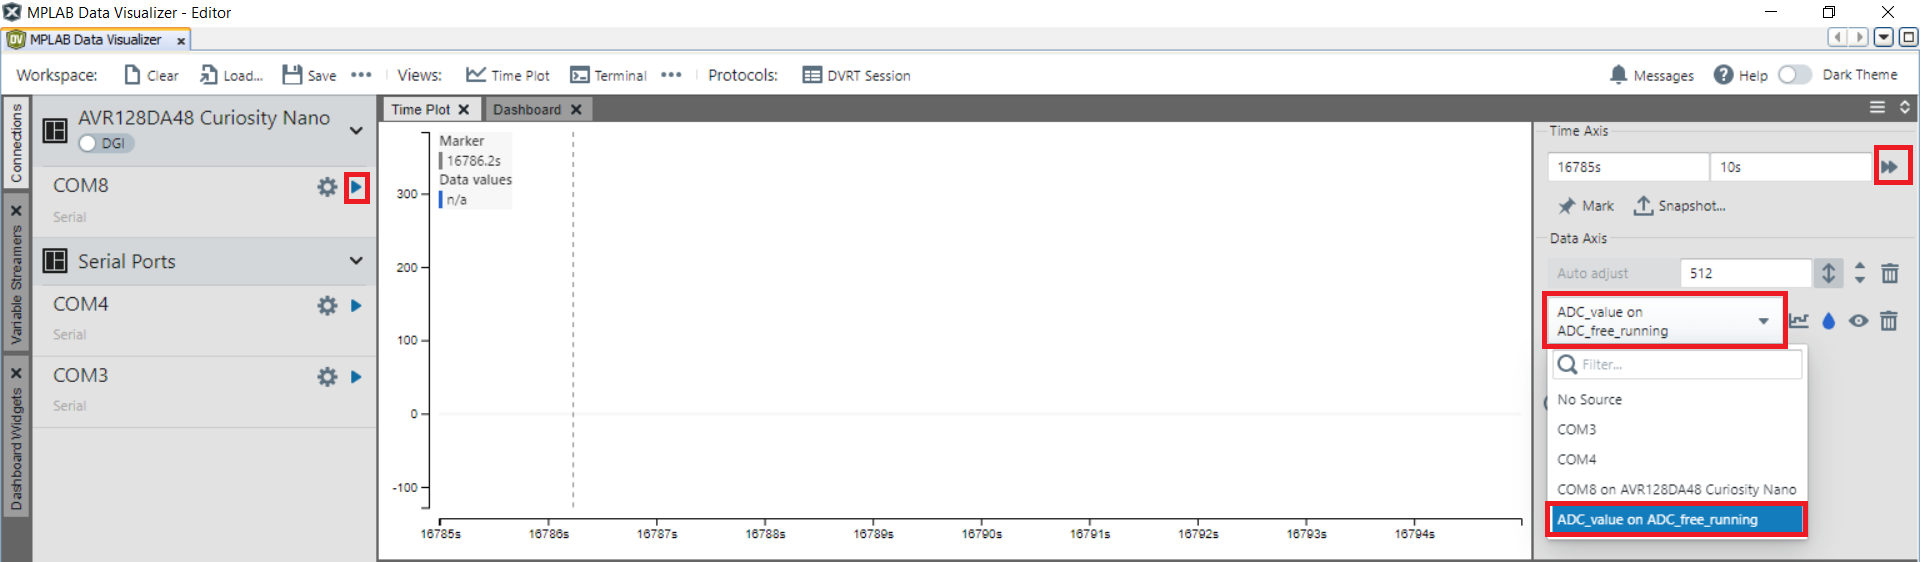 MPLAB Data Visualizer - Editor
DV MPLAB Data Visualizer x
Workspace: Clear Load... Save ••• Views: Time Plot Terminal ••• Protocols: DVRT Session Messages Help Dark Theme
Connections
Variable Streamers
Dashboard Widgets
AVR128DA48 Curiosity Nano
DGI
COM8
Serial
Serial Ports
COM4
Serial
COM3
Serial
Time Plot
Dashboard
Marker
16786.2s
Data values
n/a
300
200
100
0
-100
16785s 16786s 16787s 16788s 16789s 16790s 16791s 16792s 16793s 16794s
Time Axis
16785s 10s
Mark Snapshot...
Data Axis
Auto adjust 512
ADC_value on
ADC_free_running
Filter...
No Source
COM3
COM4
COM8 on AVR128DA48 Curiosity Nano
ADC_value on ADC_free_running